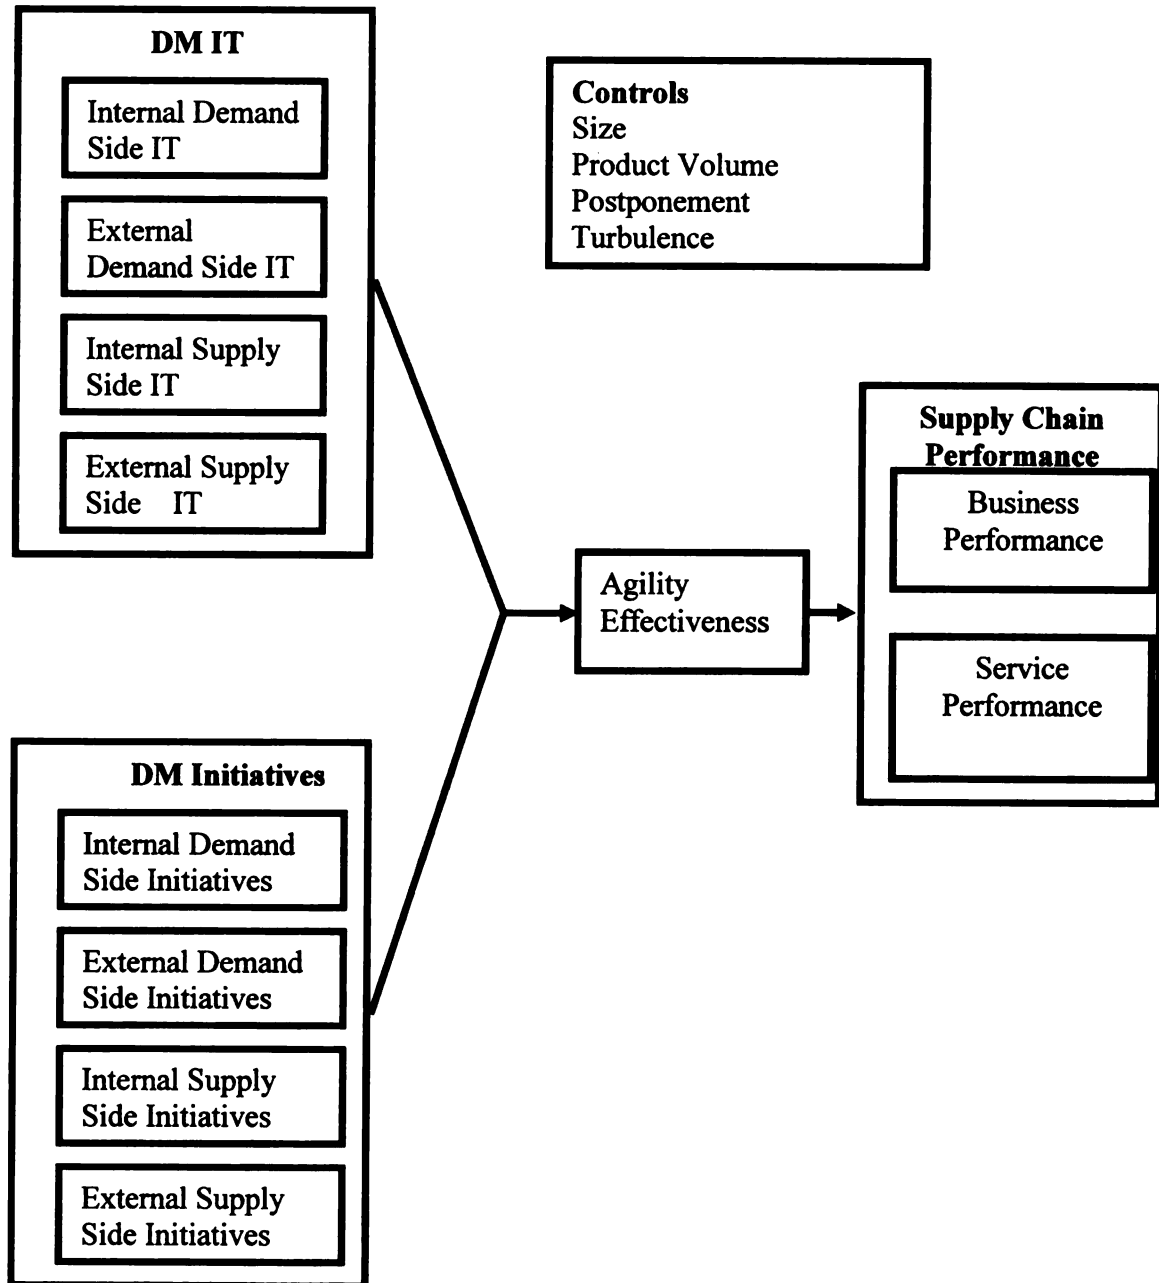 DM IT
Internal Demand
Side IT
External
Demand Side IT
Internal Supply
Side IT
External Supply
Side IT
Controls
Size
Product Volume
Postponement
Turbulence
Supply Chain
Performance
Business
Performance
Service
Performance
Agility
Effectiveness
DM Initiatives
Internal Demand
Side Initiatives
External Demand
Side Initiatives
Internal Supply
Side Initiatives
External Supply
Side Initiatives